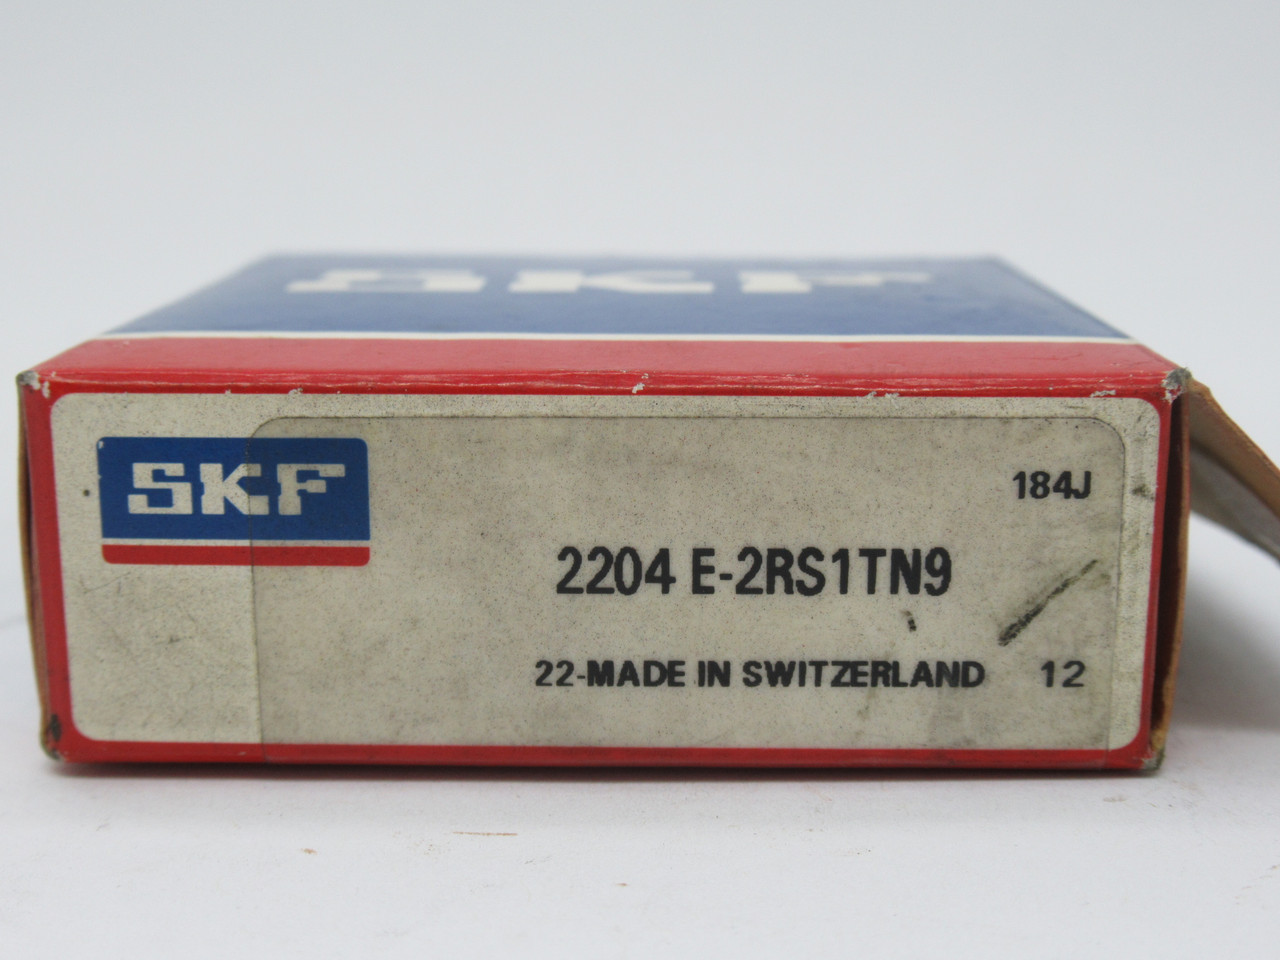 SKF
SKF
184J
2204 E-2RS1TN9
22-MADE IN SWITZERLAND 12